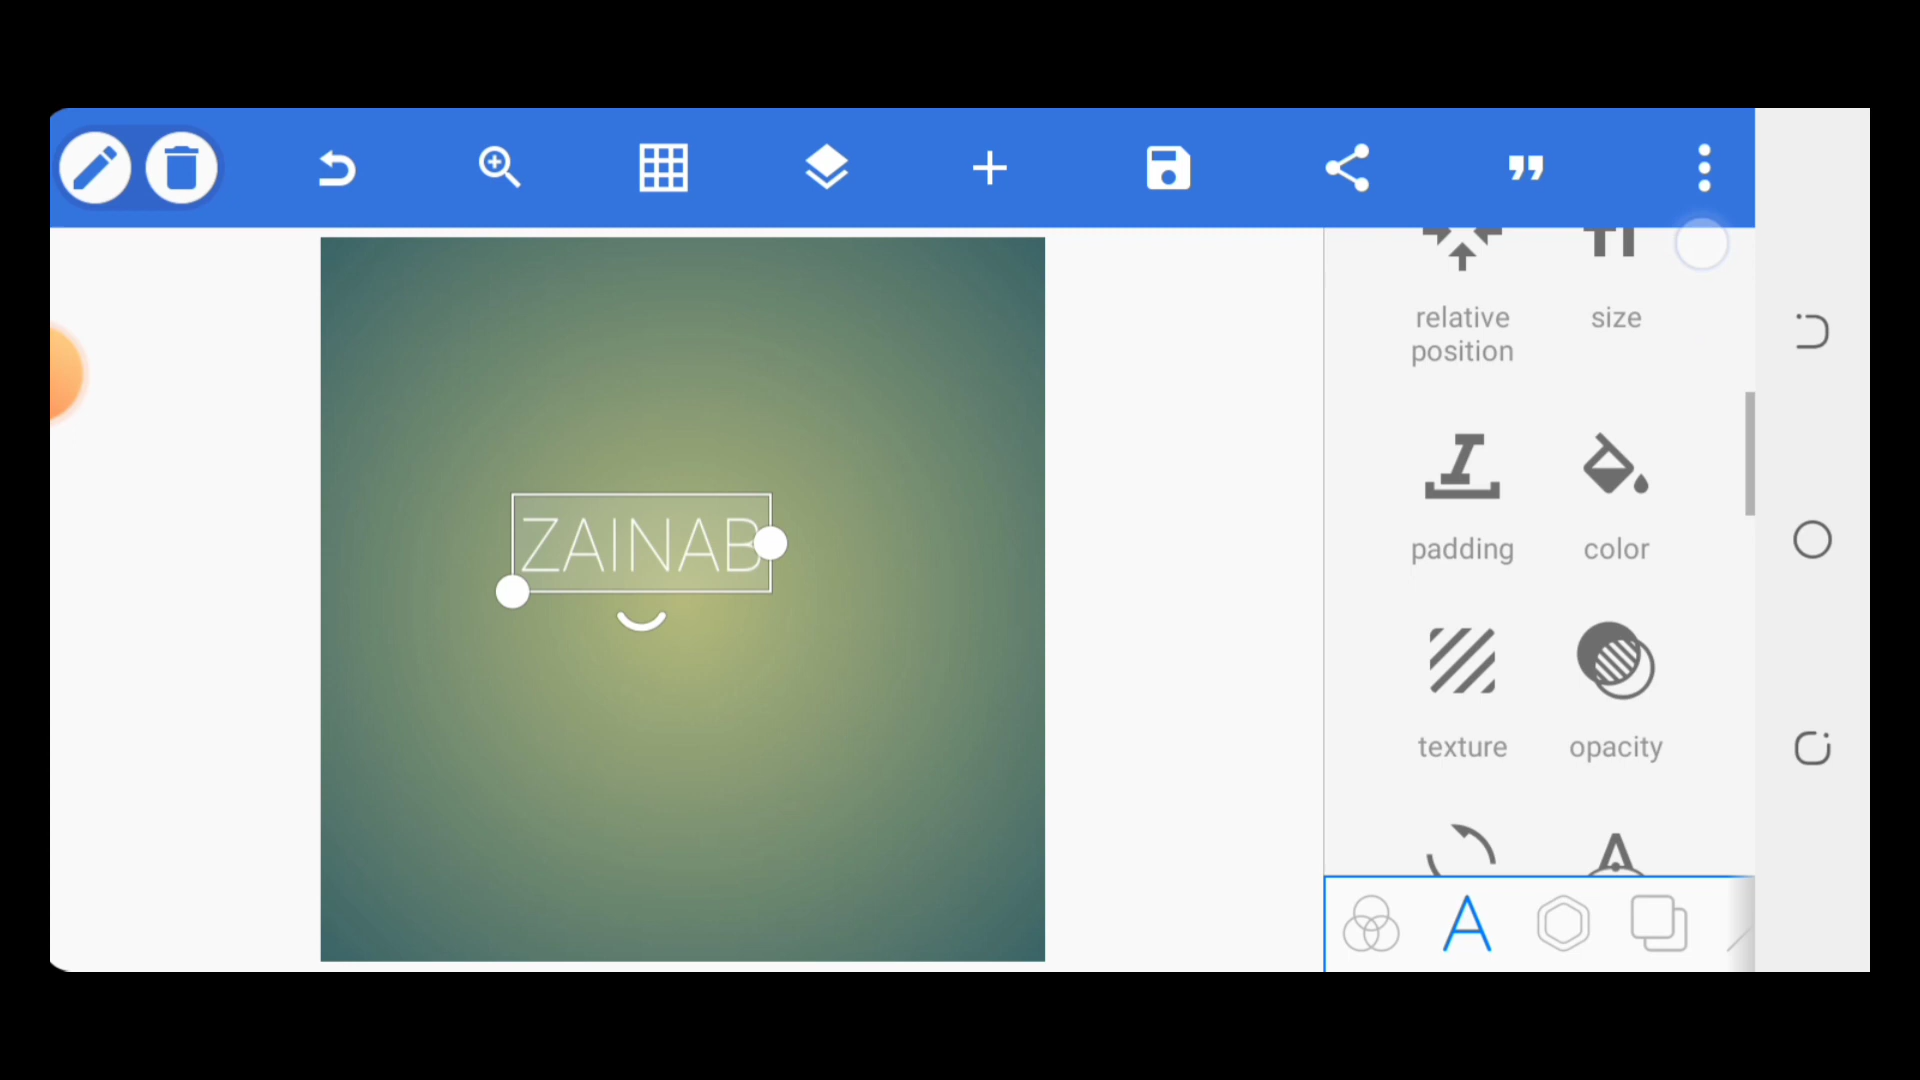 ZAINAB
relative
position
size
padding
color
texture
opacity